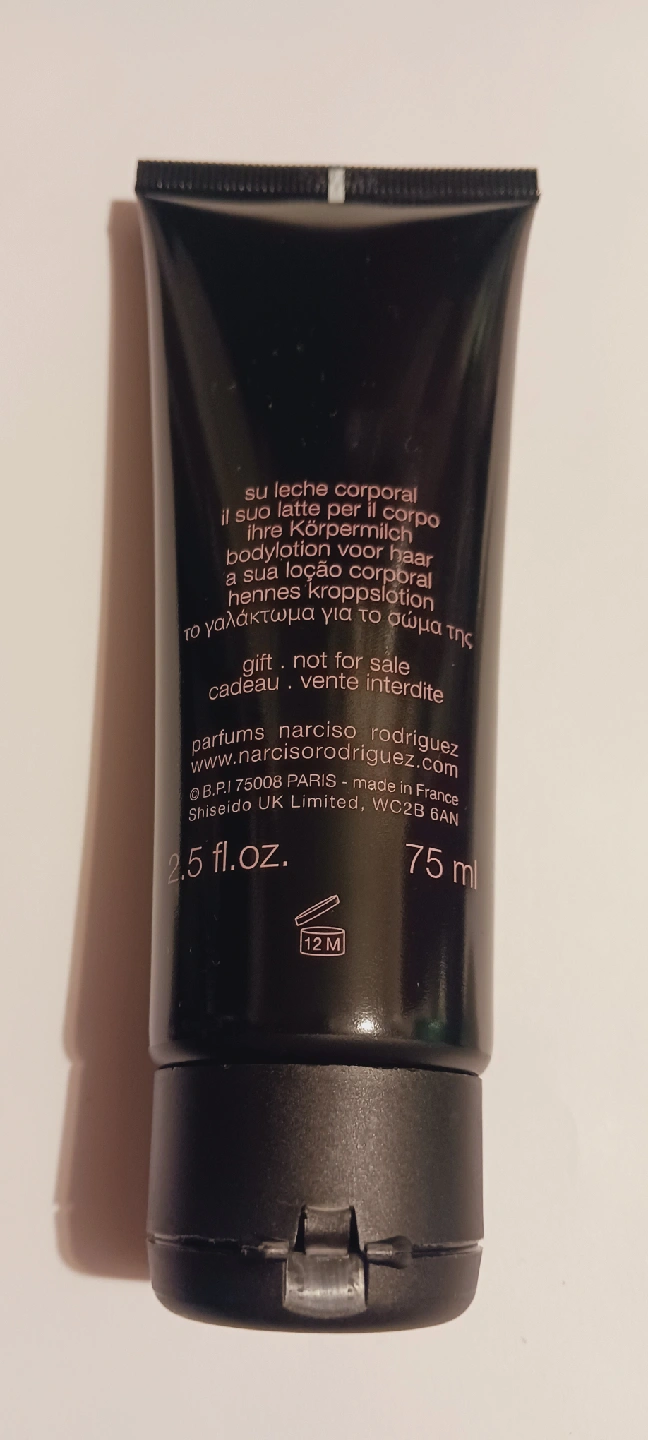 su leche corporal
il suo latte per il corpo
ihre Körpermilch
bodylotion voor haar
a sua loção corporal
hennes kroppslotion
το γαλάκτωμα για το σώμα της
gift . not for sale
cadeau . vente interdite
parfums narciso rodriguez
www.narcisorodriguez.com
© B.P.I 75008 PARIS - made in France
Shiseido UK Limited, WC2B 6AN
2.5 fl.oz. 75 ml
12 M